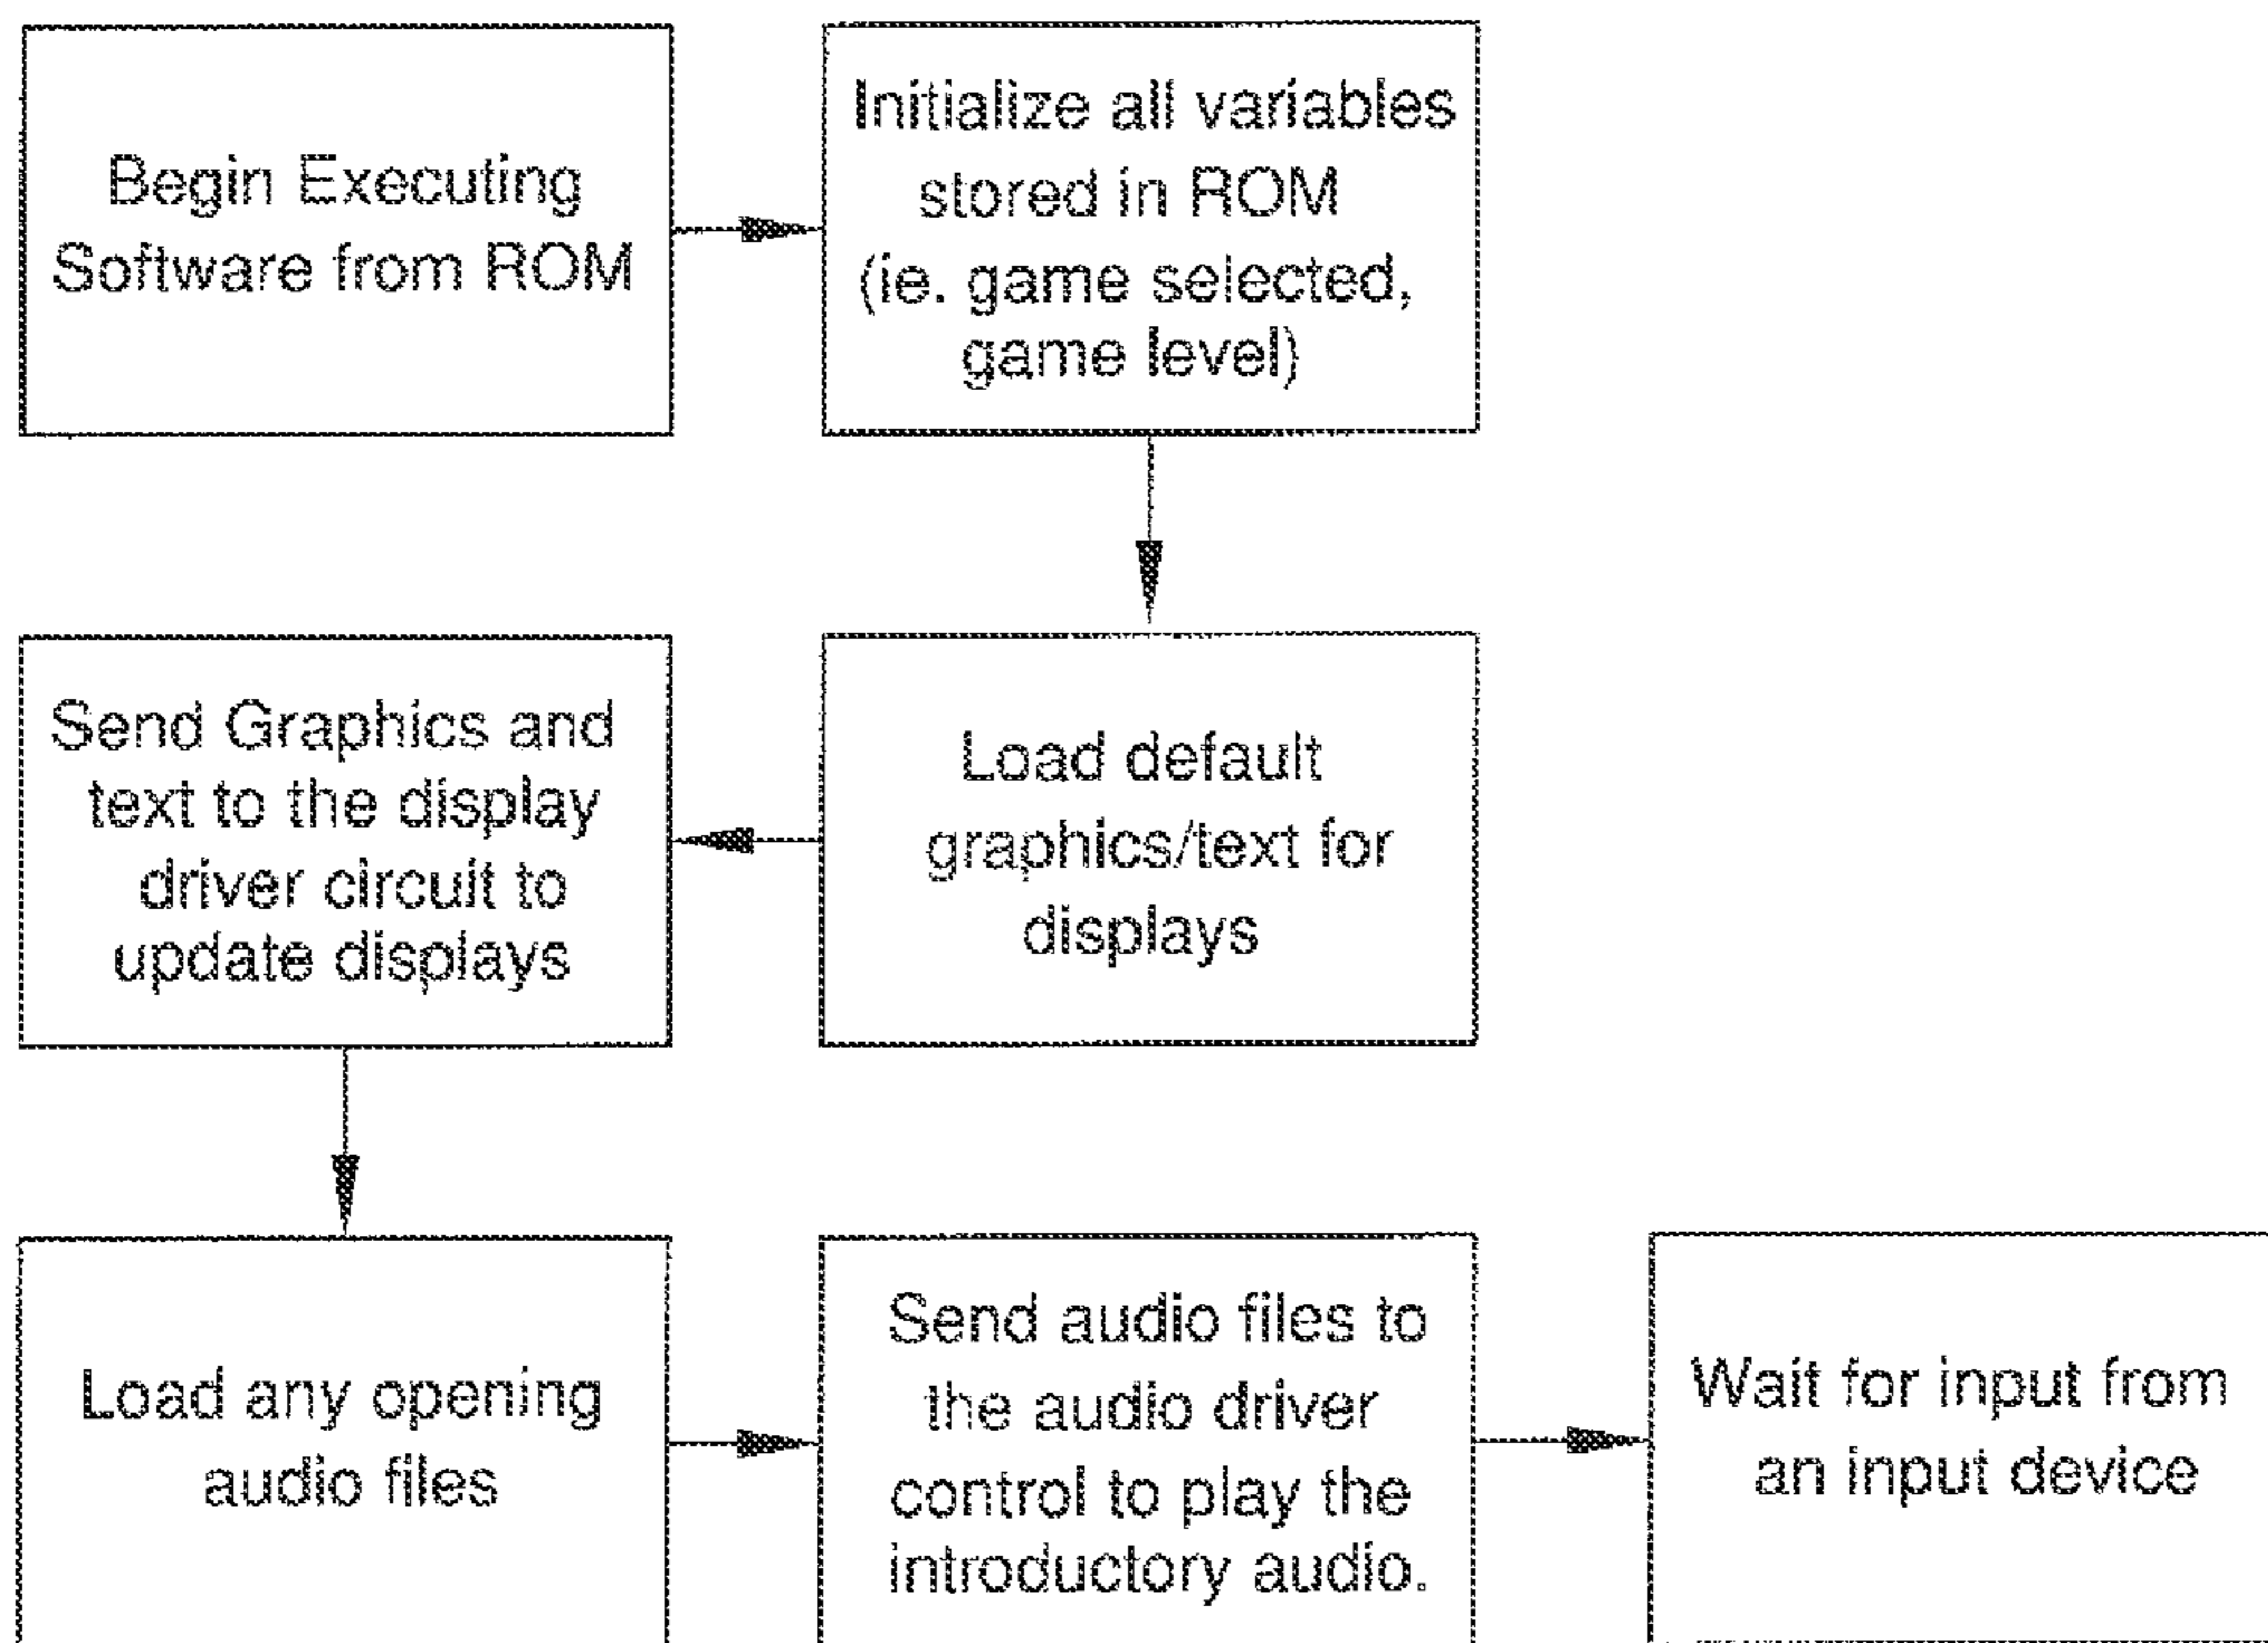 Begin Executing
Software from ROM
Initialize all variables
stored in ROM
(ie. game selected,
game level)
Send Graphics and
text to the display
driver circuit to
update displays
Load default
graphics/text for
displays
Load any opening
audio files
Send audio files to
the audio driver
control to play the
introductory audio.
Wait for input from
an input device